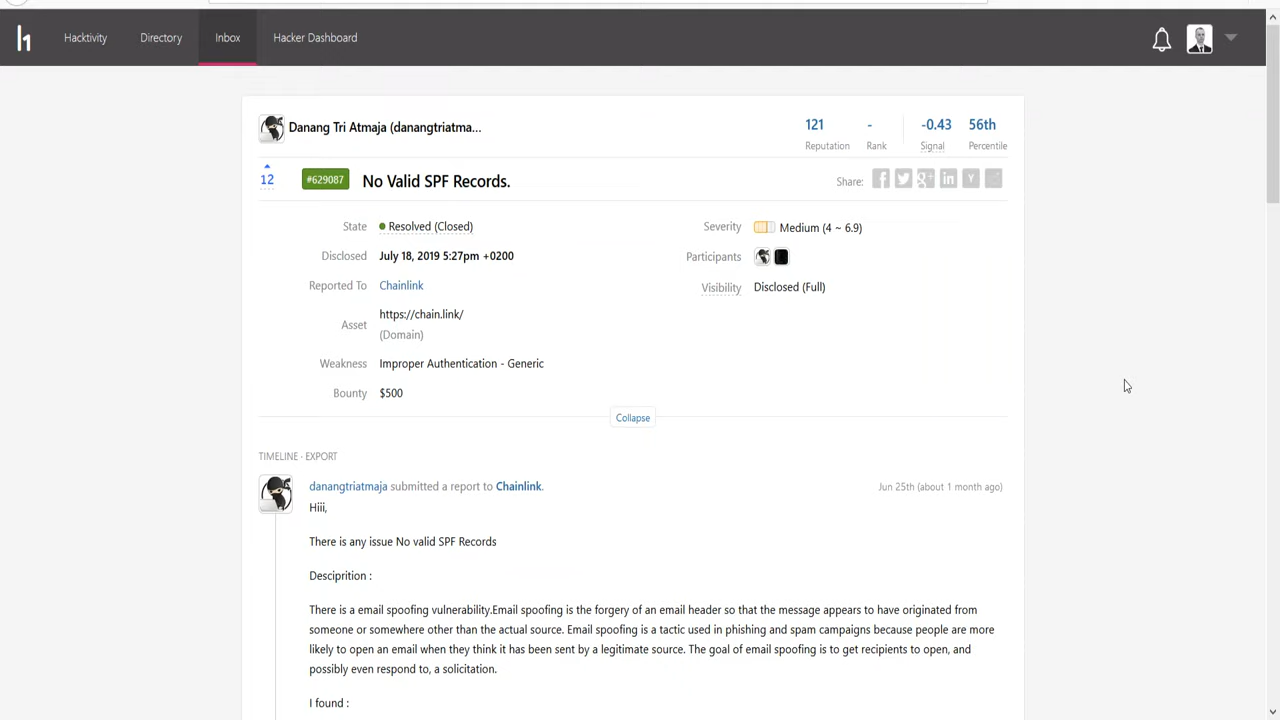 Hacktivity Directory Inbox Hacker Dashboard
Danang Tri Atmaja (danangtriatma...
121 - -0.43 56th
Reputation Rank Signal Percentile
12 #629087 No Valid SPF Records. Share:
State Resolved (Closed) Severity Medium (4 ~ 6.9)
Disclosed July 18, 2019 5:27pm +0200 Participants
Reported To Chainlink Visibility Disclosed (Full)
Asset https://chain.link/
(Domain)
Weakness Improper Authentication - Generic
Bounty $500
Collapse
TIMELINE · EXPORT
danangtriatmaja submitted a report to Chainlink. Jun 25th (about 1 month ago)
Hiii,
There is any issue No valid SPF Records
Desciprition :
There is a email spoofing vulnerability.Email spoofing is the forgery of an email header so that the message appears to have originated from
someone or somewhere other than the actual source. Email spoofing is a tactic used in phishing and spam campaigns because people are more
likely to open an email when they think it has been sent by a legitimate source. The goal of email spoofing is to get recipients to open, and
possibly even respond to, a solicitation.
I found :